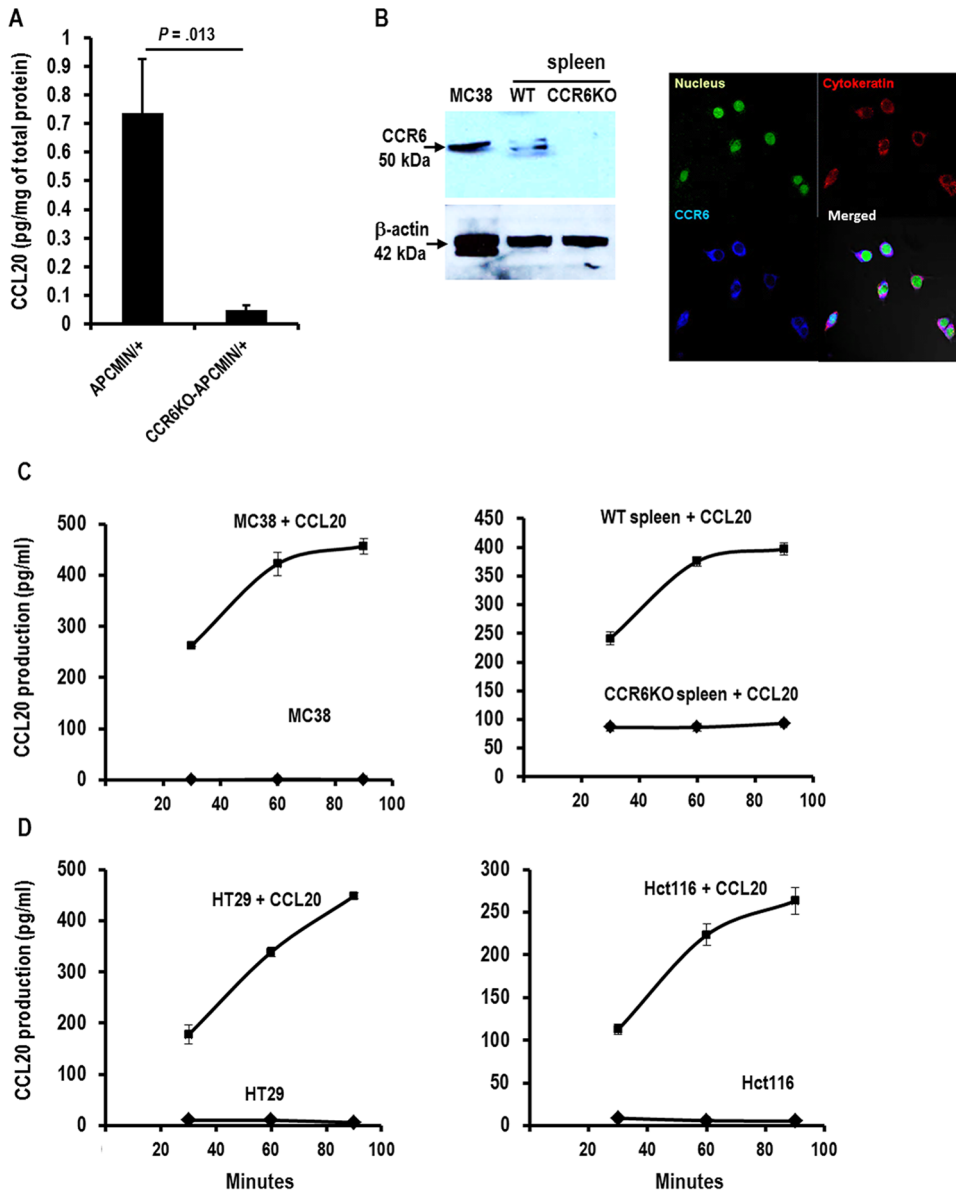 A
P = .013
CCL20 (pg/mg of total protein)
1
0.9
0.8
0.7
0.6
0.5
0.4
0.3
0.2
0.1
0
APCMIN/+
CCR6KO-APCMIN/+
B
spleen
MC38 WT CCR6KO
CCR6
50 kDa
β-actin
42 kDa
Nucleus
Cytokeratin
CCR6
Merged
C
CCL20 production (pg/ml)
500
400
300
200
100
0
MC38 + CCL20
MC38
20 40 60 80 100
450
400
350
300
250
200
150
100
50
0
WT spleen + CCL20
CCR6KO spleen + CCL20
20 40 60 80 100
D
CCL20 production (pg/ml)
500
400
300
200
100
0
HT29 + CCL20
HT29
20 40 60 80 100
Minutes
300
250
200
150
100
50
0
Hct116 + CCL20
Hct116
20 40 60 80 100
Minutes